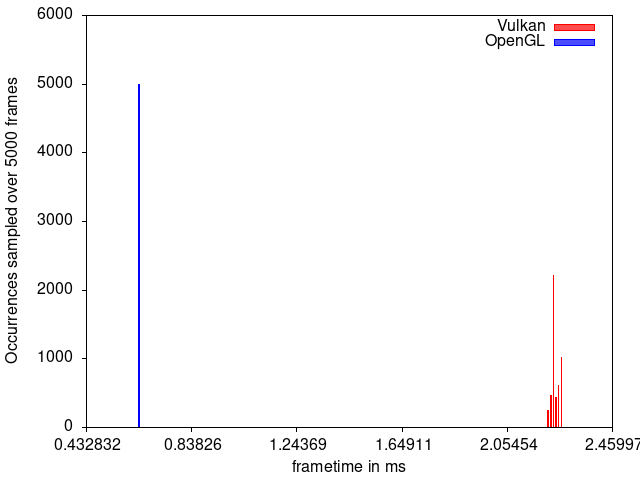 6000
5000
4000
3000
2000
1000
0
Occurrences sampled over 5000 frames
Vulkan
OpenGL
0.432832 0.83826 1.24369 1.64911 2.05454 2.45997
frametime in ms